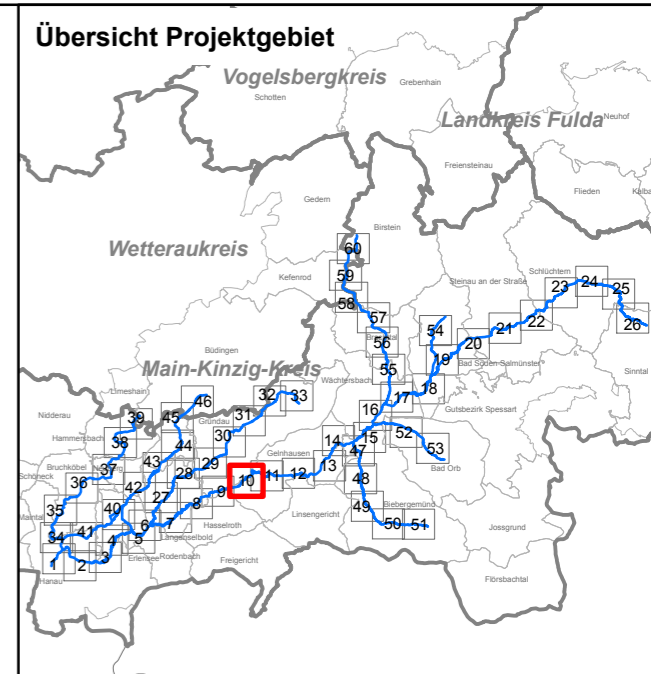 Übersicht Projektgebiet
Vogelsbergkreis
Grebenhain
Schotten
Landkreis Fulda
Neuhof
Freiensteinau
Flieden
Kalba
Gedern
Birstein
Wetteraukreis
60
Kefenrod
59
Steinau an der Straße
Schlüchtern
23
24
25
58
57
54
22
26
21
56
20
Büdingen
19
Bad Soden-Salmünster
Sinntal
Main-Kinzig-Kreis
55
Limeshain
Wächtersbach
18
17
46
32
33
Gutsbezirk Spessart
Nidderau
39
45
31
16
Gründau
Hammersbach
38
30
14
15
52
44
Geinhausen
47
53
Bruchköbel
37
43
29
13
Bad Orb
Schöneck
36
28
10
11
12
48
42
9
35
27
8
49
Biebergemünd
Maintal
40
Linsengericht
34
41
6
7
Hasselroth
50
51
Jossgrund
4
5
Langenselbold
1
2
3
Erlensee
Rodenbach
Freigericht
Hanau
Flörsbachtal